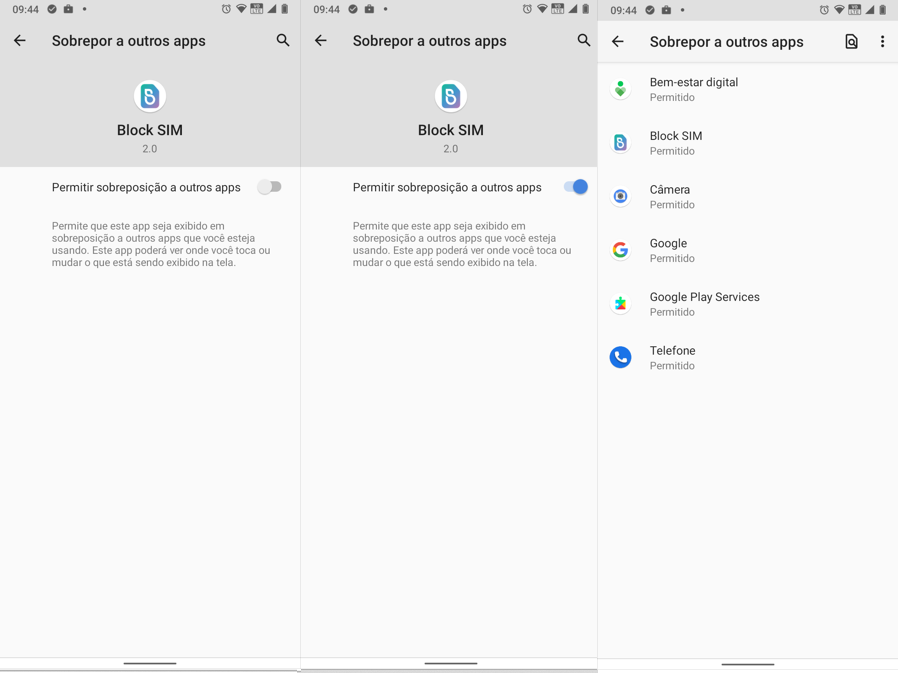 09:44
Sobrepor a outros apps
Block SIM
2.0
Permitir sobreposição a outros apps
Permite que este app seja exibido em
sobreposição a outros apps que você esteja
usando. Este app poderá ver onde você toca ou
mudar o que está sendo exibido na tela.
09:44
Sobrepor a outros apps
Block SIM
2.0
Permitir sobreposição a outros apps
Permite que este app seja exibido em
sobreposição a outros apps que você esteja
usando. Este app poderá ver onde você toca ou
mudar o que está sendo exibido na tela.
09:44
Sobrepor a outros apps
Bem-estar digital
Permitido
Block SIM
Permitido
Câmera
Permitido
Google
Permitido
Google Play Services
Permitido
Telefone
Permitido